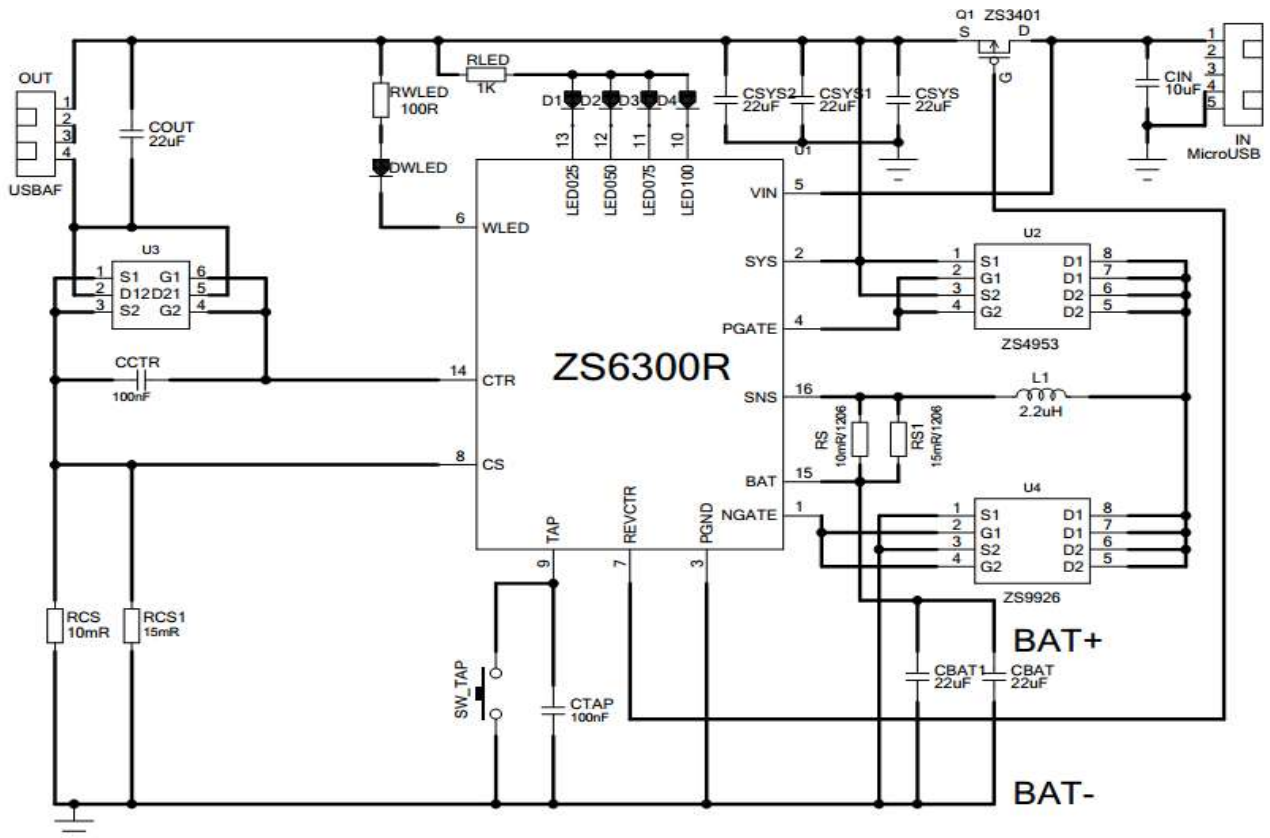 Q1 ZS3401
S D
G
OUT
1
2
3
4
USBAF
COUT
22uF
RWLED
100R
RLED
1K
D1 D2 D3 D4
13 12 11 10
CSYS2
22uF
CSYS1
22uF
CSYS
22uF
CIN
10uF
1
2
3
4
5
IN
MicroUSB
U1
DWLED
LED025 LED050 LED075 LED100
VIN 5
6 WLED
U3
1 S1 G1 6
2 D12 D21 5
3 S2 G2 4
SYS 2
U2
1 S1 D1 8
2 G1 D1 7
3 S2 D2 6
4 G2 D2 5
ZS4953
PGATE 4
ZS6300R
CCTR
100nF
14 CTR
SNS 16
L1
2.2uH
RS
10mR/1206
RS1
15mR/1206
8 CS
BAT 15
NGATE 1
U4
1 S1 D1 8
2 G1 D1 7
3 S2 D2 6
4 G2 D2 5
ZS9926
TAP
REVCTR
PGND
9 7 3
RCS
10mR
RCS1
15mR
SW_TAP
CTAP
100nF
BAT+
CBAT1
22uF
CBAT
22uF
BAT-